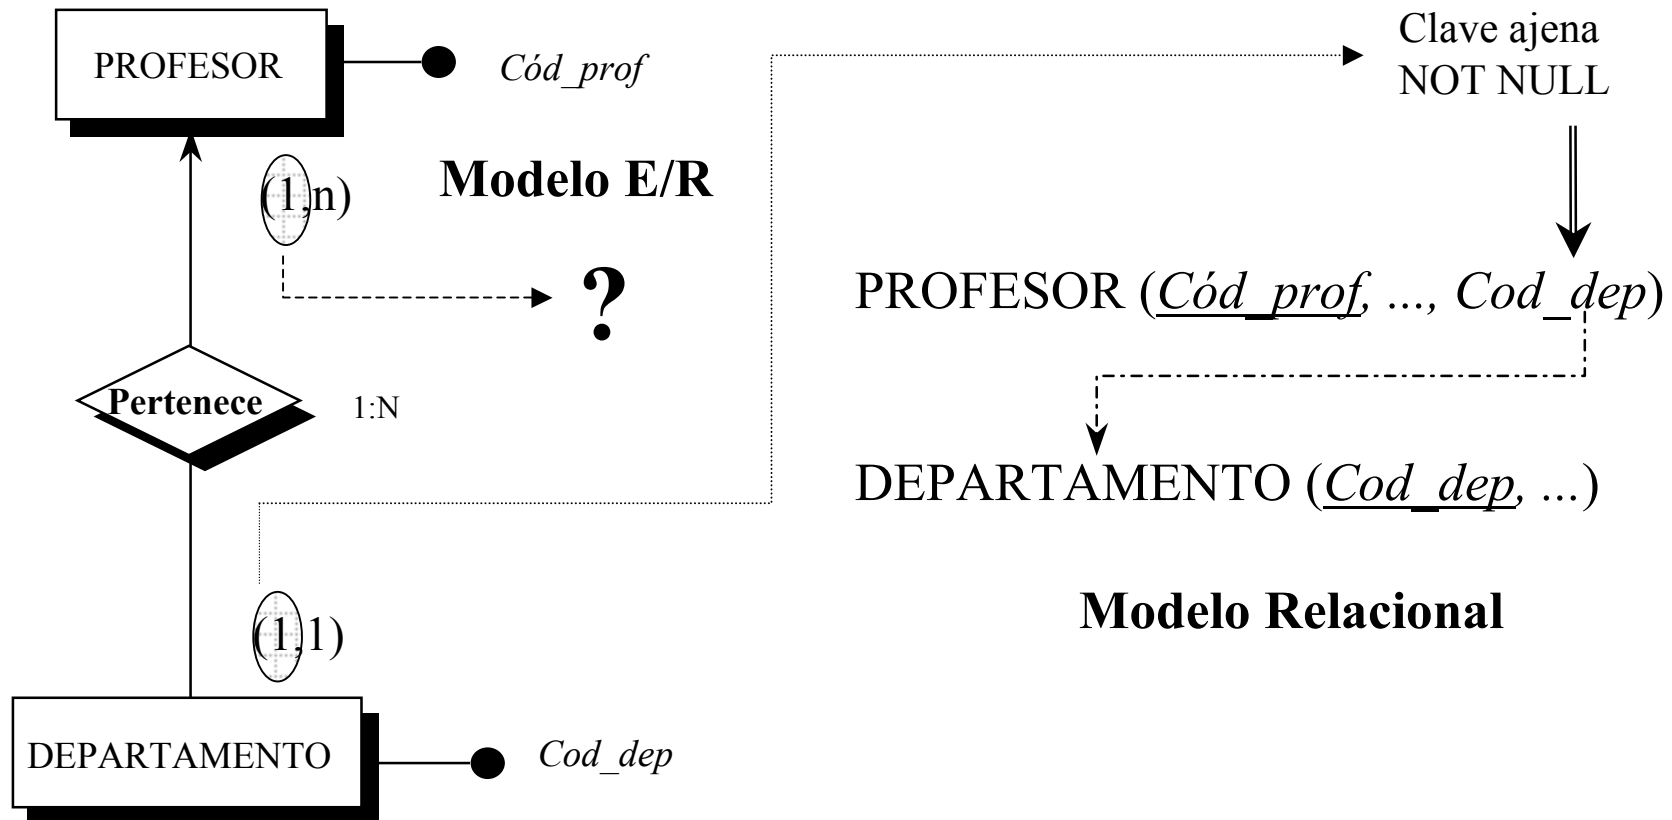 PROFESOR
Cód_prof
Clave ajena
NOT NULL
(1,n)
Modelo E/R
?
PROFESOR (Cód_prof, ..., Cod_dep)
Pertenece
1:N
DEPARTAMENTO (Cod_dep, ...)
Modelo Relacional
(1,1)
DEPARTAMENTO
Cod_dep